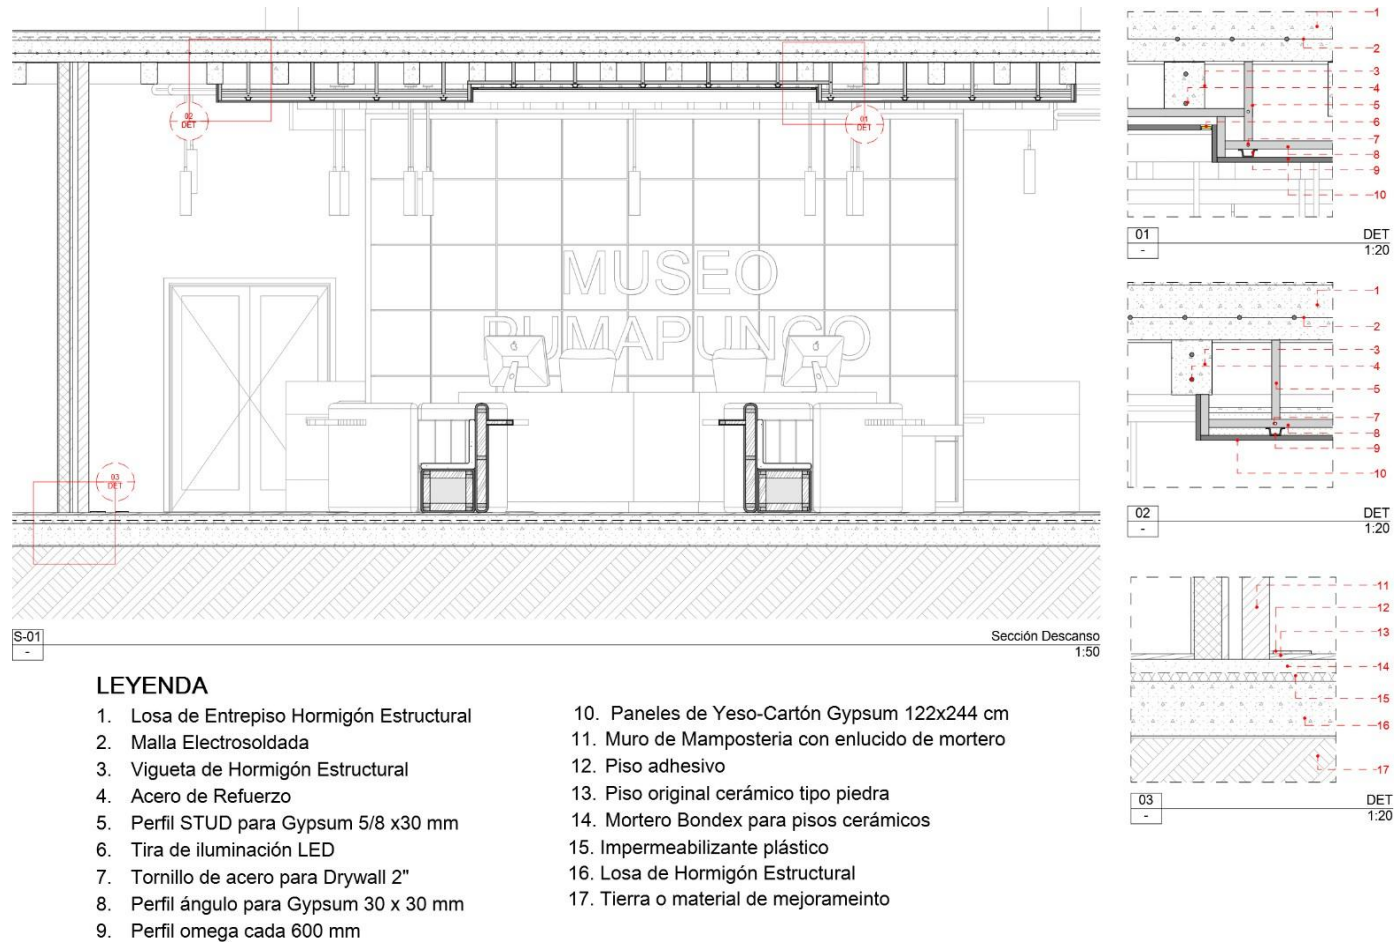 02
DET
01
DET
MUSEO
PUMAPUNGO
03
DET
S-01
-
Sección Descanso
1:50
1
2
3
4
5
6
7
8
9
10
01
-
DET
1:20
1
2
3
4
5
7
8
9
10
02
-
DET
1:20
11
12
13
14
15
16
17
03
-
DET
1:20
LEYENDA
1. Losa de Entrepiso Hormigón Estructural
2. Malla Electrosoldada
3. Vigueta de Hormigón Estructural
4. Acero de Refuerzo
5. Perfil STUD para Gypsum 5/8 x30 mm
6. Tira de iluminación LED
7. Tornillo de acero para Drywall 2"
8. Perfil ángulo para Gypsum 30 x 30 mm
9. Perfil omega cada 600 mm
10. Paneles de Yeso-Cartón Gypsum 122x244 cm
11. Muro de Mamposteria con enlucido de mortero
12. Piso adhesivo
13. Piso original cerámico tipo piedra
14. Mortero Bondex para pisos cerámicos
15. Impermeabilizante plástico
16. Losa de Hormigón Estructural
17. Tierra o material de mejorameinto